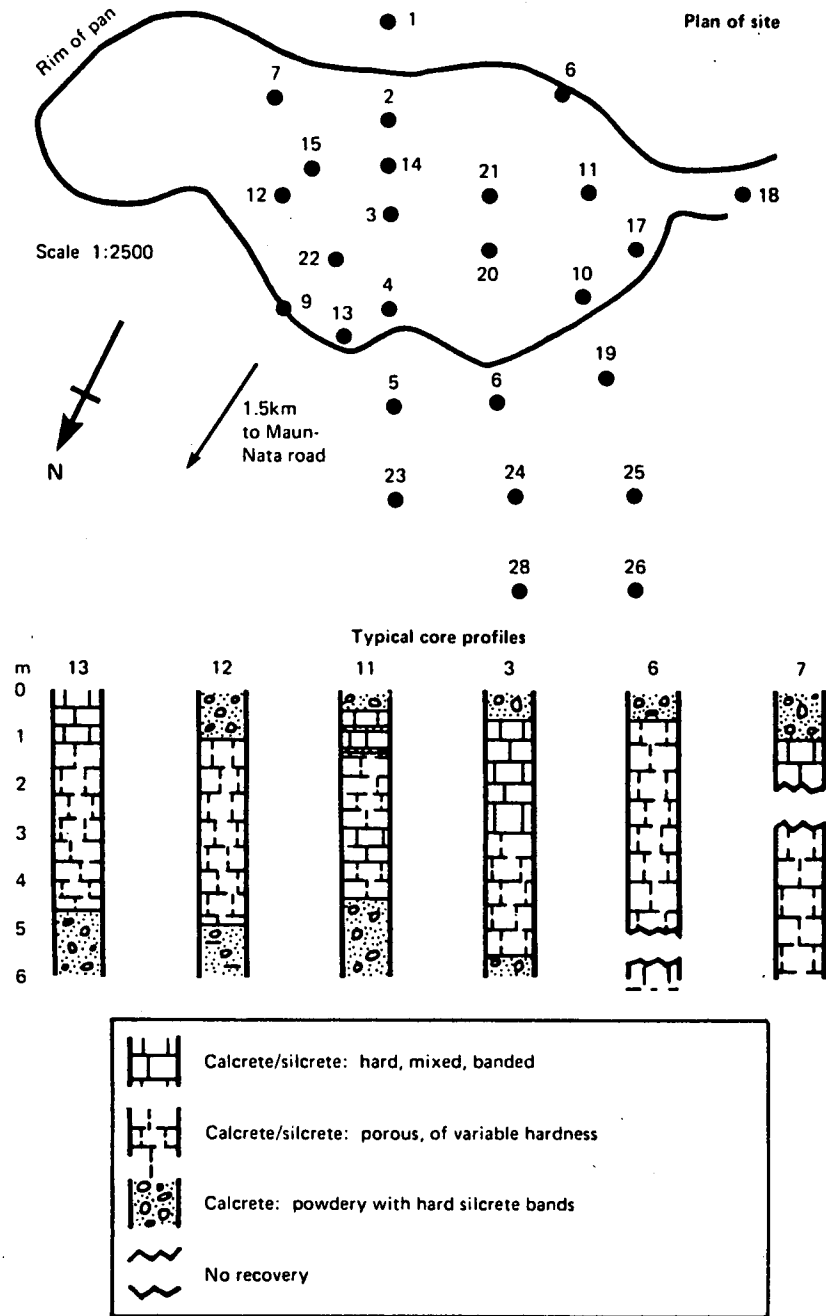 Plan of site
Rim of pan
1
7
6
2
15
14
21
11
12
18
3
Scale 1:2500
22
17
20
4
10
9
13
19
5
6
1.5km
to Maun-
Nata road
N
23
24
25
28
26
Typical core profiles
m 13 12 11 3 6 7
0
1
2
3
4
5
6
Calcrete/silcrete: hard, mixed, banded
Calcrete/silcrete: porous, of variable hardness
Calcrete: powdery with hard silcrete bands
No recovery